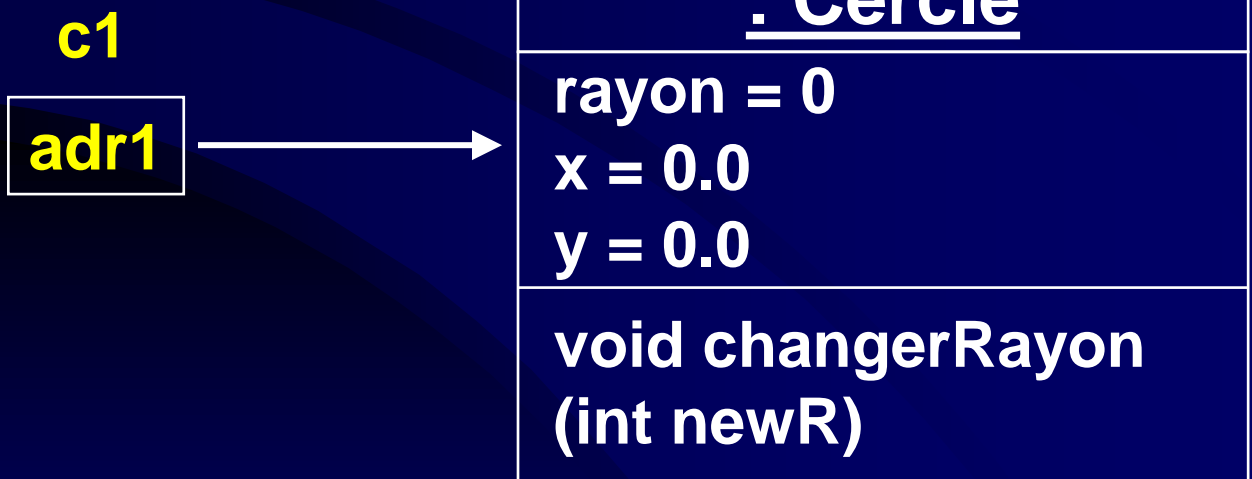 c1
adr1
: Cercle
rayon = 0
x = 0.0
y = 0.0
void changerRayon
(int newR)